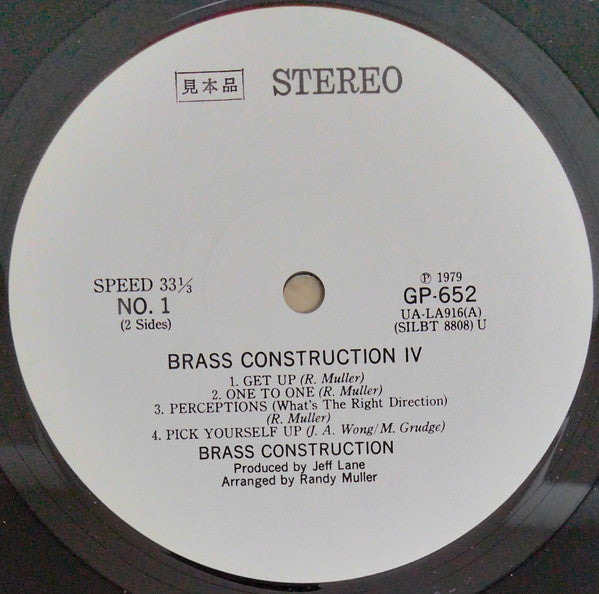 見本品 STEREO
SPEED 33⅓
NO. 1
(2 Sides)
℗ 1979
GP-652
UA-LA916(A)
(SILBT 8808) U
BRASS CONSTRUCTION IV
1. GET UP (R. Muller)
2. ONE TO ONE (R. Muller)
3. PERCEPTIONS (What's The Right Direction)
(R. Muller)
4. PICK YOURSELF UP (J. A. Wong/M. Grudge)
BRASS CONSTRUCTION
Produced by Jeff Lane
Arranged by Randy Muller